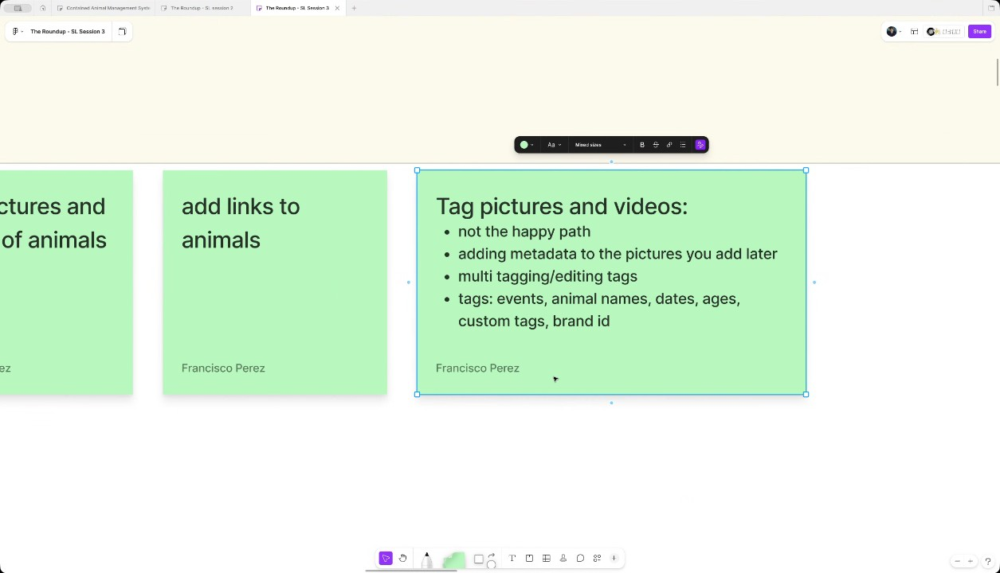 Contained Animal Management Syste
The Roundup - SL session 2
The Roundup - SL Session 3
The Roundup - SL Session 3
Share
Aa
Mixed sizes
B
S
ctures and
of animals
ez
add links to
animals
Francisco Perez
Tag pictures and videos:
• not the happy path
• adding metadata to the pictures you add later
• multi tagging/editing tags
• tags: events, animal names, dates, ages,
custom tags, brand id
Francisco Perez
T
?